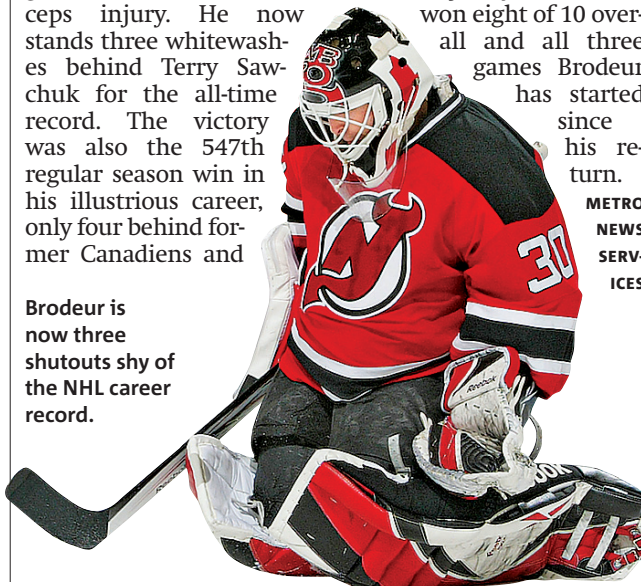 ceps injury. He now
stands three whitewash-
es behind Terry Saw-
chuk for the all-time
record. The victory
was also the 547th
regular season win in
his illustrious career,
only four behind for-
mer Canadiens and
Brodeur is
now three
shutouts shy of
the NHL career
record.
won eight of 10 over-
all and all three
games Brodeur
has started
since
his re-
turn.
METRO
NEWS
SERV-
ICES
MB
30
Reebok